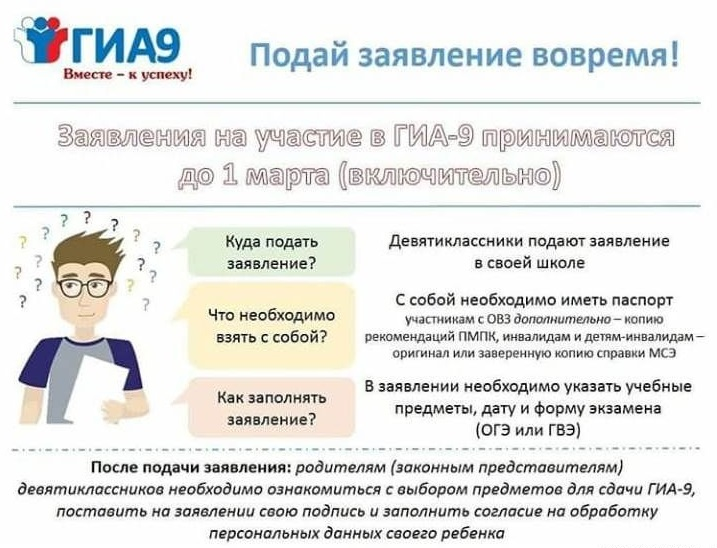 ГИА9
Вместе – к успеху!
Подай заявление вовремя!
Заявления на участие в ГИА-9 принимаются
до 1 марта (включительно)
? ? ? ? ? ? ? ? ? ? ? ? ? ?
Куда подать
заявление?
Девятиклассники подают заявление
в своей школе
Что необходимо
взять с собой?
С собой необходимо иметь паспорт
участникам с ОВЗ дополнительно – копию
рекомендаций ПМПК, инвалидам и детям-инвалидам –
оригинал или заверенную копию справки МСЭ
Как заполнять
заявление?
В заявлении необходимо указать учебные
предметы, дату и форму экзамена
(ОГЭ или ГВЭ)
После подачи заявления: родителям (законным представителям)
девятиклассников необходимо ознакомиться с выбором предметов для сдачи ГИА-9,
поставить на заявлении свою подпись и заполнить согласие на обработку
персональных данных своего ребенка